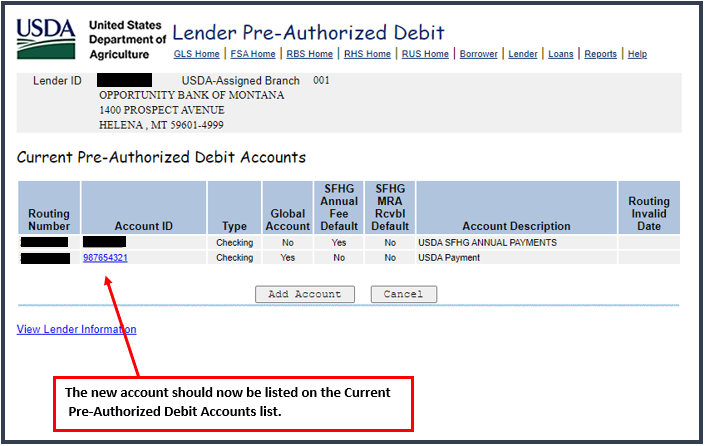 USDA United States Department of Agriculture
Lender Pre-Authorized Debit
GLS Home | FSA Home | RBS Home | RHS Home | RUS Home | Borrower | Lender | Loans | Reports | Help
Lender ID USDA-Assigned Branch 001
OPPORTUNITY BANK OF MONTANA
1400 PROSPECT AVENUE
HELENA , MT 59601-4999
Current Pre-Authorized Debit Accounts
Routing Number Account ID Type Global Account SFHG Annual Fee Default SFHG MRA Rcvbl Default Account Description Routing Invalid Date
Checking No Yes No USDA SFHG ANNUAL PAYMENTS
987654321 Checking Yes No No USDA Payment
Add Account Cancel
View Lender Information
The new account should now be listed on the Current
Pre-Authorized Debit Accounts list.